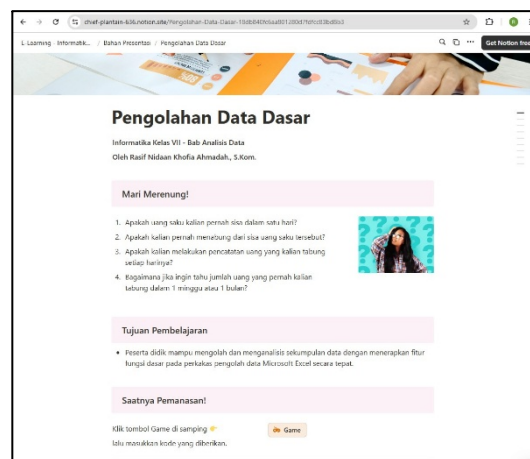 L-Learning - Informatik... / Bahan Presentasi / Pengolahan Data Dasar
Get Notion free
Pengolahan Data Dasar
Informatika Kelas VII - Bab Analisis Data
Oleh Rasif Nidaan Khofia Ahmadah., S.Kom.
Mari Merenung!
1. Apakah uang saku kalian pernah sisa dalam satu hari?
2. Apakah kalian pernah menabung dari sisa uang saku tersebut?
3. Apakah kalian melakukan pencatatan uang yang kalian tabung
setiap harinya?
4. Bagaimana jika ingin tahu jumlah uang yang pernah kalian
tabung dalam 1 minggu atau 1 bulan?
Tujuan Pembelajaran
• Peserta didik mampu mengolah dan menganalisis sekumpulan data dengan menerapkan fitur
fungsi dasar pada perkakas pengolah data Microsoft Excel secara tepat.
Saatnya Pemanasan!
Klik tombol Game di samping 👉
🎮 Game
lalu masukkan kode yang diberikan.